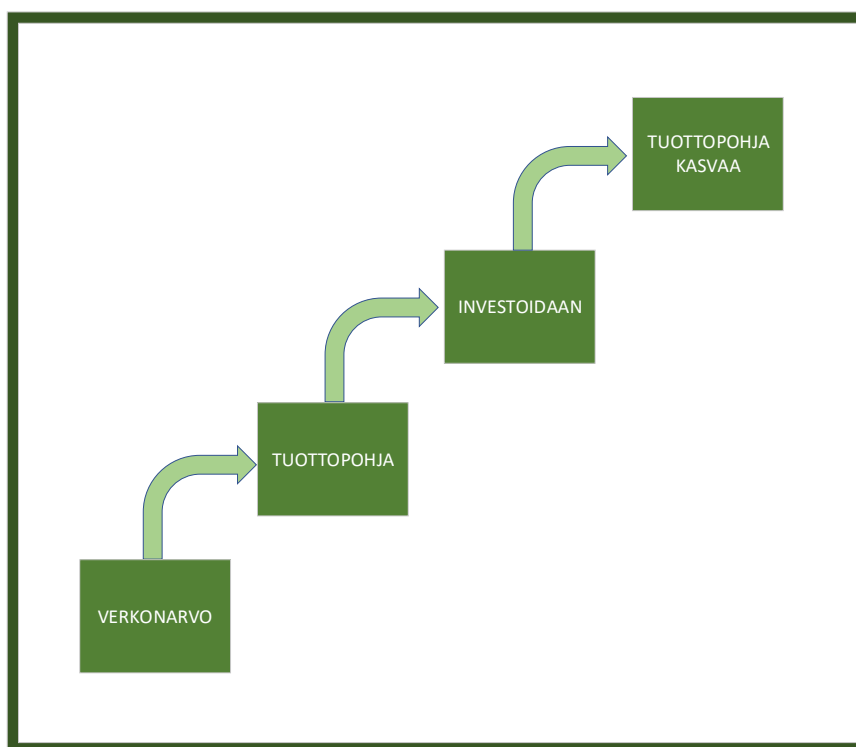 TUOTTOPOHJA
KASVAA
INVESTOIDAAN
TUOTTOPOHJA
VERKONARVO